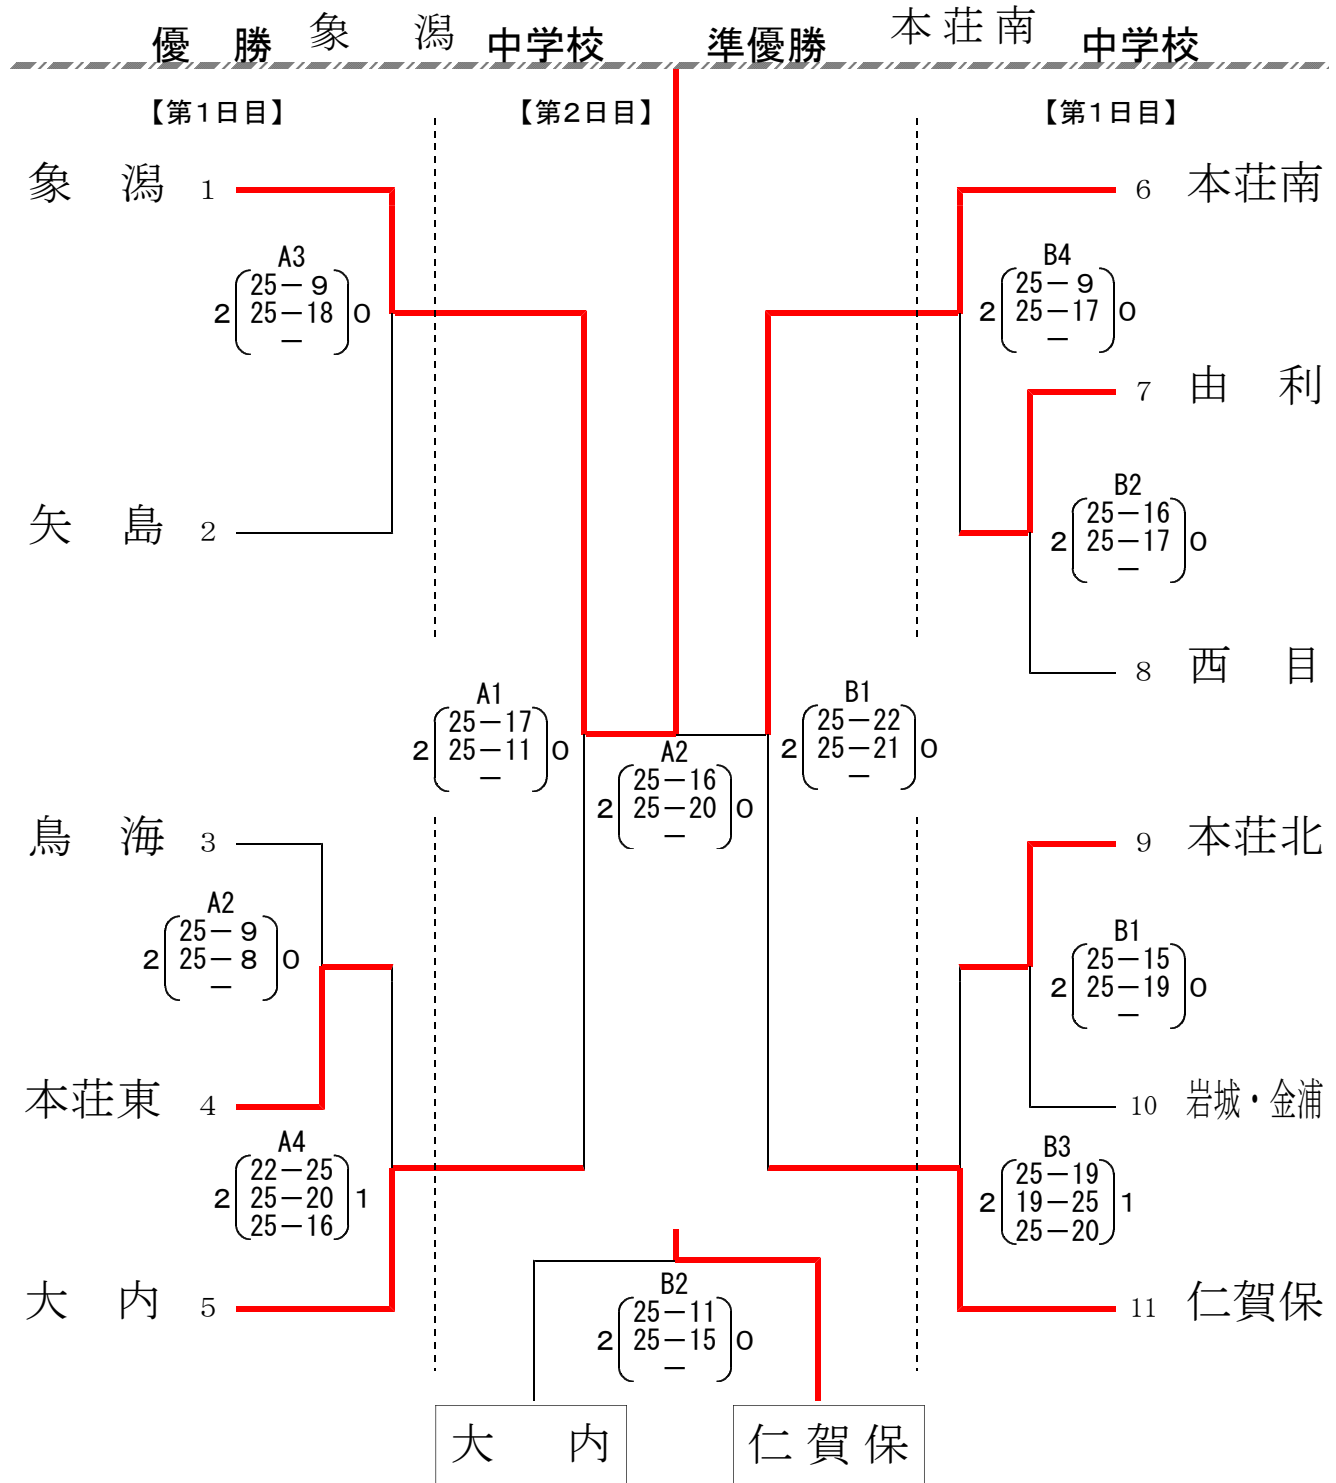 優　勝 象　潟 中学校 準優勝 本荘南 中学校
【第1日目】 【第2日目】 【第1日目】
象　潟 1
6 本荘南
A3
25－ 9
2 25－18 0
－
B4
25－ 9
2 25－17 0
－
7 由　利
矢　島 2
B2
25－16
2 25－17 0
－
8 西　目
A1
25－17
2 25－11 0
－
A2
25－16
2 25－20 0
－
B1
25－22
2 25－21 0
－
鳥　海 3
9 本荘北
A2
25－ 9
2 25－ 8 0
－
B1
25－15
2 25－19 0
－
本荘東 4
10 岩城・金浦
A4
22－25
2 25－20 1
25－16
B3
25－19
2 19－25 1
25－20
大　内 5
11 仁賀保
B2
25－11
2 25－15 0
－
大　内
仁賀保